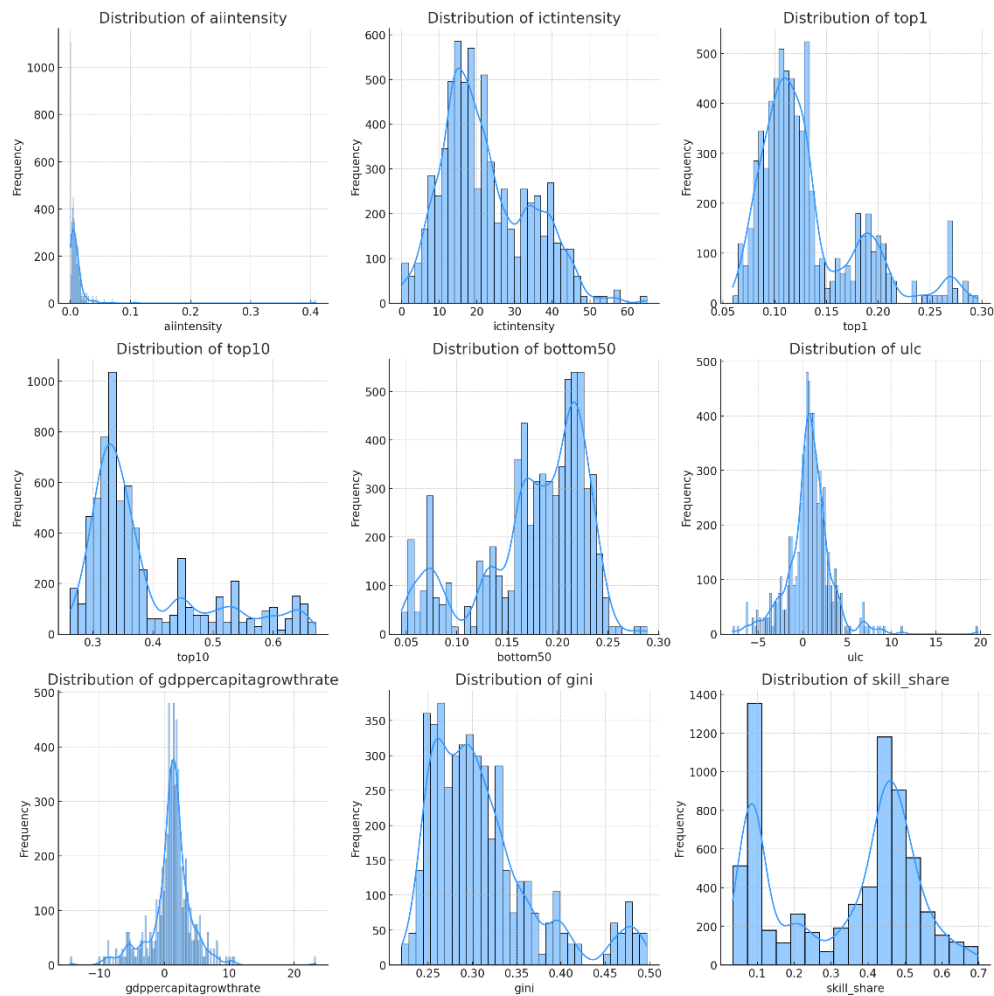 Distribution of aiintensity
Frequency
1000
800
600
400
200
0
0.0 0.1 0.2 0.3 0.4
aiintensity
Distribution of ictintensity
Frequency
600
500
400
300
200
100
0
0 10 20 30 40 50 60
ictintensity
Distribution of top1
Frequency
500
400
300
200
100
0
0.05 0.10 0.15 0.20 0.25 0.30
top1
Distribution of top10
Frequency
1000
800
600
400
200
0
0.3 0.4 0.5 0.6
top10
Distribution of bottom50
Frequency
500
400
300
200
100
0
0.05 0.10 0.15 0.20 0.25 0.30
bottom50
Distribution of ulc
Frequency
500
400
300
200
100
0
−5 0 5 10 15 20
ulc
Distribution of gdppercapitagrowthrate
Frequency
500
400
300
200
100
0
−10 0 10 20
gdppercapitagrowthrate
Distribution of gini
Frequency
350
300
250
200
150
100
50
0
0.25 0.30 0.35 0.40 0.45 0.50
gini
Distribution of skill_share
Frequency
1400
1200
1000
800
600
400
200
0
0.1 0.2 0.3 0.4 0.5 0.6 0.7
skill_share